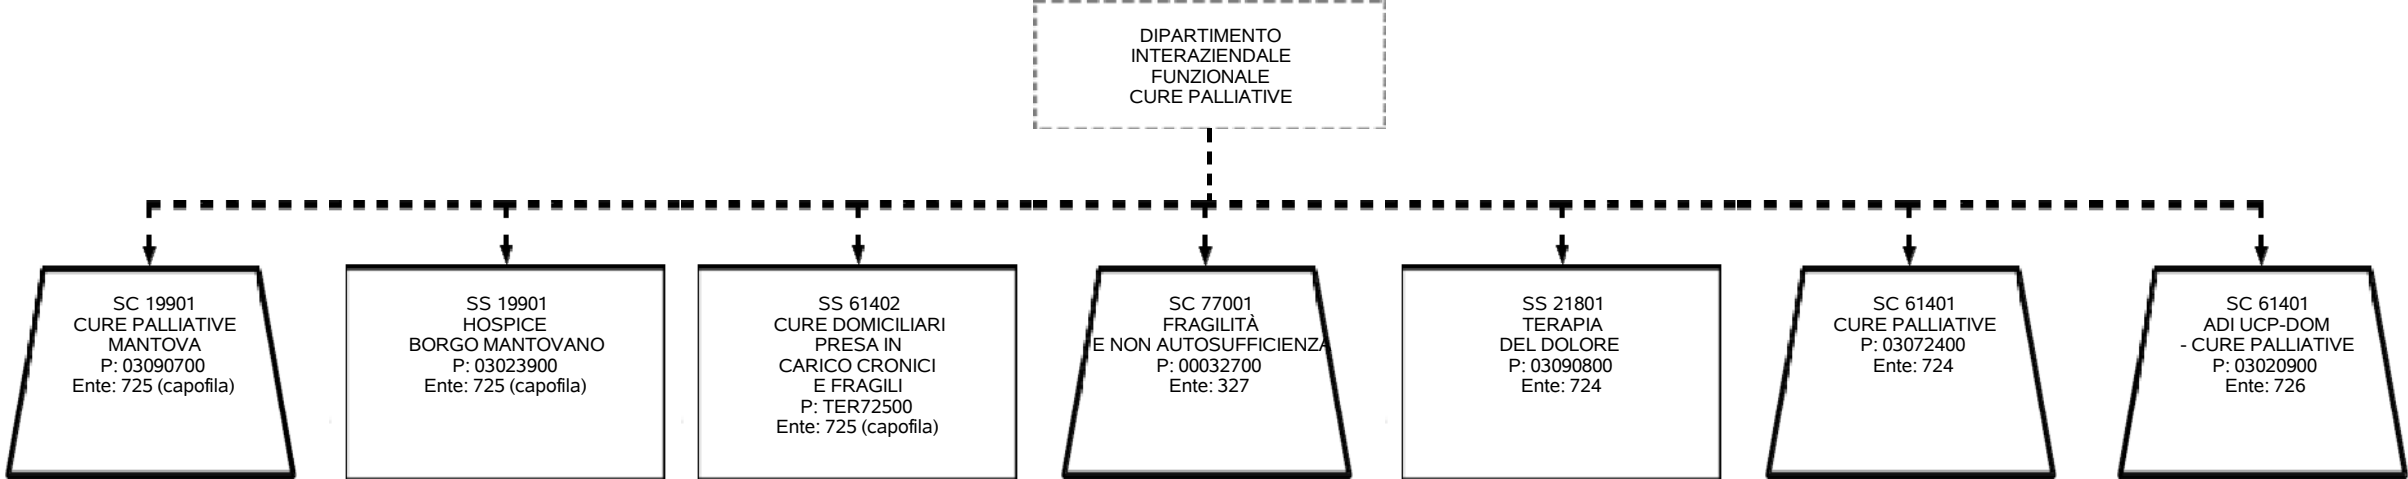 DIPARTIMENTO
INTERAZIENDALE
FUNZIONALE
CURE PALLIATIVE
SC 19901
CURE PALLIATIVE
MANTOVA
P: 03090700
Ente: 725 (capofila)
SS 19901
HOSPICE
BORGO MANTOVANO
P: 03023900
Ente: 725 (capofila)
SS 61402
CURE DOMICILIARI
PRESA IN
CARICO CRONICI
E FRAGILI
P: TER72500
Ente: 725 (capofila)
SC 77001
FRAGILITÀ
E NON AUTOSUFFICIENZA
P: 00032700
Ente: 327
SS 21801
TERAPIA
DEL DOLORE
P: 03090800
Ente: 724
SC 61401
CURE PALLIATIVE
P: 03072400
Ente: 724
SC 61401
ADI UCP-DOM
- CURE PALLIATIVE
P: 03020900
Ente: 726